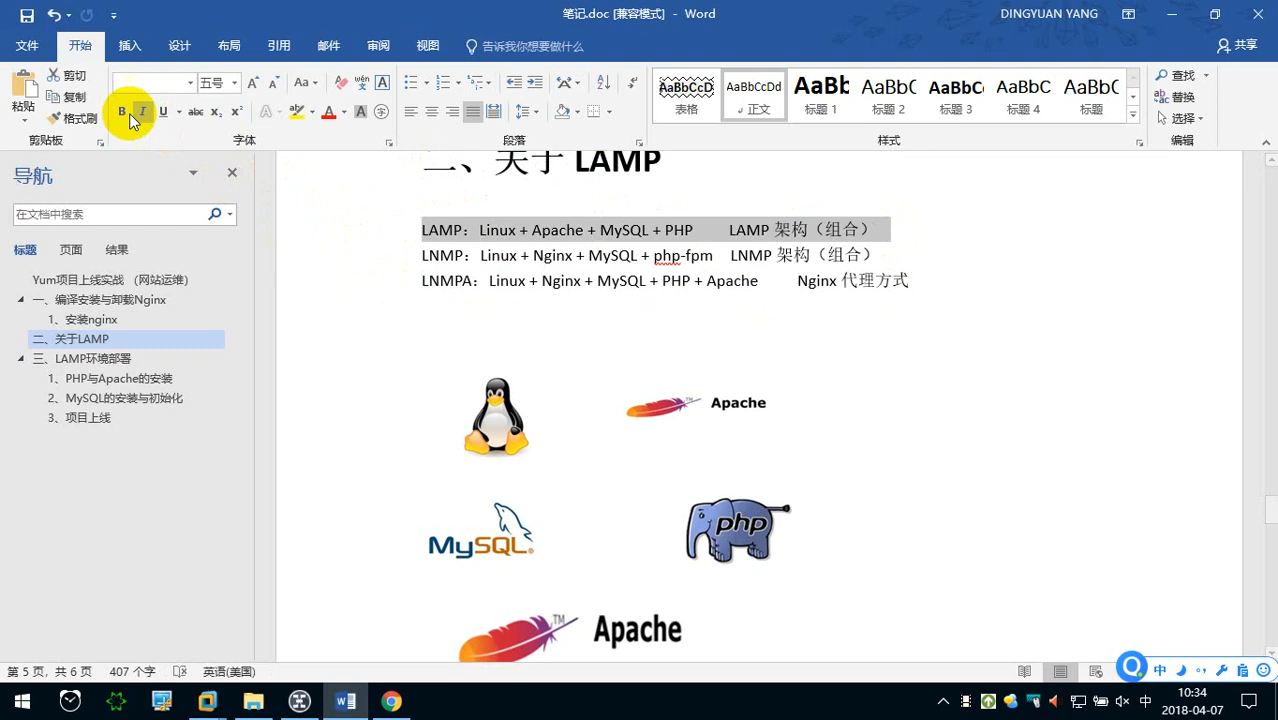 笔记.doc [兼容模式] - Word
DINGYUAN YANG
文件 开始 插入 设计 布局 引用 邮件 审阅 视图 告诉我你想要做什么 共享
粘贴
剪切
复制
格式刷
五号
Aa
wén
A
B I U abc X₂ X²
A A A 字
AaBbCcD
表格
AaBbCcDd
正文
AaBb
标题 1
AaBbC
标题 2
AaBbCc
标题 3
AaBbC
标题 4
AaBbC
标题 5
查找
替换
选择
剪贴板 字体 段落 样式 编辑
导航
在文档中搜索
标题 页面 结果
Yum项目上线实战 （网站运维）
一、编译安装与卸载Nginx
1、安装nginx
二、关于LAMP
三、LAMP环境部署
1、PHP与Apache的安装
2、MySQL的安装与初始化
3、项目上线
二、关于 LAMP
LAMP：Linux + Apache + MySQL + PHP LAMP 架构（组合）
LNMP：Linux + Nginx + MySQL + php-fpm LNMP 架构（组合）
LNMPA：Linux + Nginx + MySQL + PHP + Apache Nginx 代理方式
TM Apache
MySQL
php
TM Apache
第 5 页，共 6 页 407 个字 英语(美国)
中
中
10:34
2018-04-07